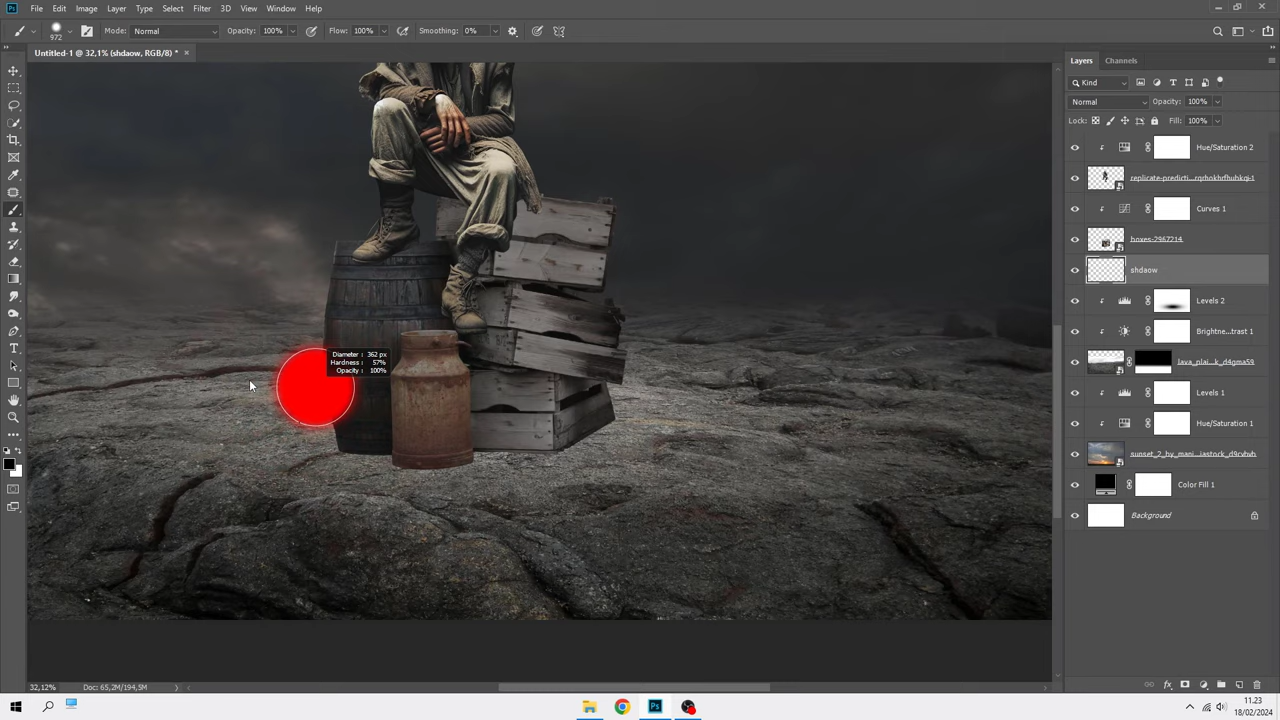 File Edit Image Layer Type Select Filter 3D View Plugins Window Help
972 Mode: Normal Opacity: 100% Flow: 100% Smoothing: 0%
Untitled-1 @ 32,1% (shdaow, RGB/8) *
Layers Channels
Kind
Normal Opacity: 100%
Lock: Fill: 100%
Hue/Saturation 2
Curves 1
boxes-2967214
shdaow
Levels 2
Brightne...trast 1
lava_plai...k_d4gma59
Levels 1
Hue/Saturation 1
Color Fill 1
Background
Diameter : 362 px
Hardness : 57%
Opacity : 100%
32,12% Doc: 65,2M/194,5M
11.23
18/02/2024